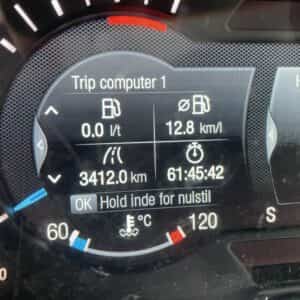 Trip computer 1
0.0 l/t
12.8 km/l
3412.0 km
61:45:42
OK Hold inde for nulstil
°C
60
120
S
0